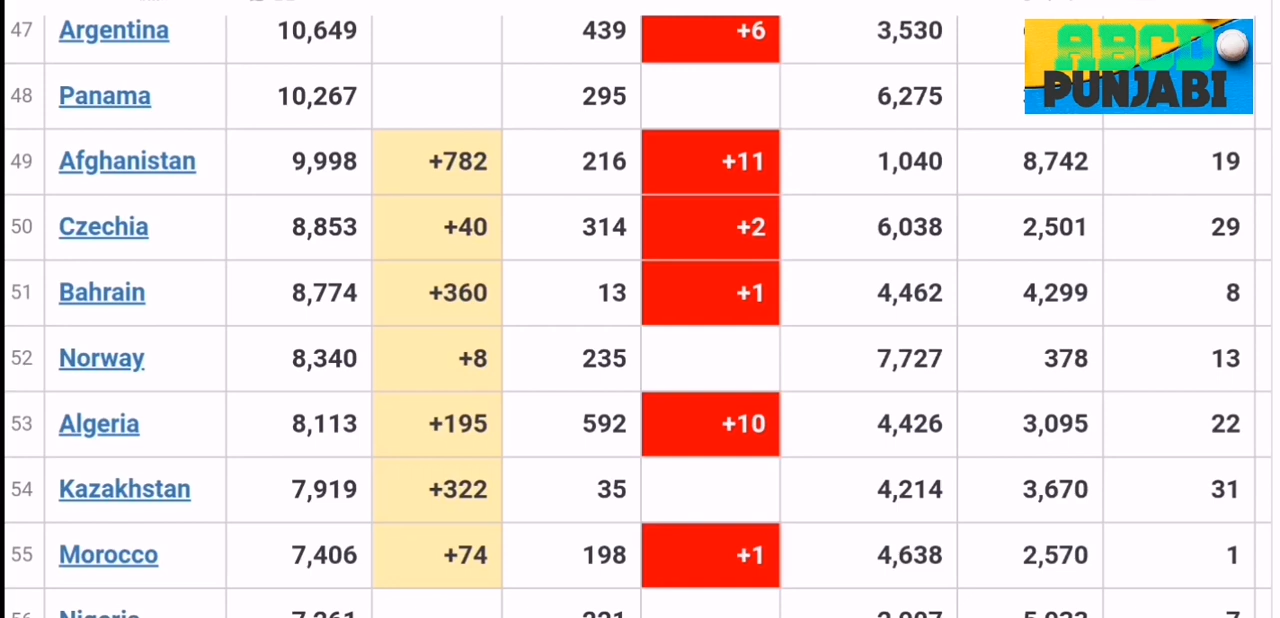 47 Argentina 10,649 439 +6 3,530
ABCD
PUNJABI
48 Panama 10,267 295 6,275
49 Afghanistan 9,998 +782 216 +11 1,040 8,742 19
50 Czechia 8,853 +40 314 +2 6,038 2,501 29
51 Bahrain 8,774 +360 13 +1 4,462 4,299 8
52 Norway 8,340 +8 235 7,727 378 13
53 Algeria 8,113 +195 592 +10 4,426 3,095 22
54 Kazakhstan 7,919 +322 35 4,214 3,670 31
55 Morocco 7,406 +74 198 +1 4,638 2,570 1